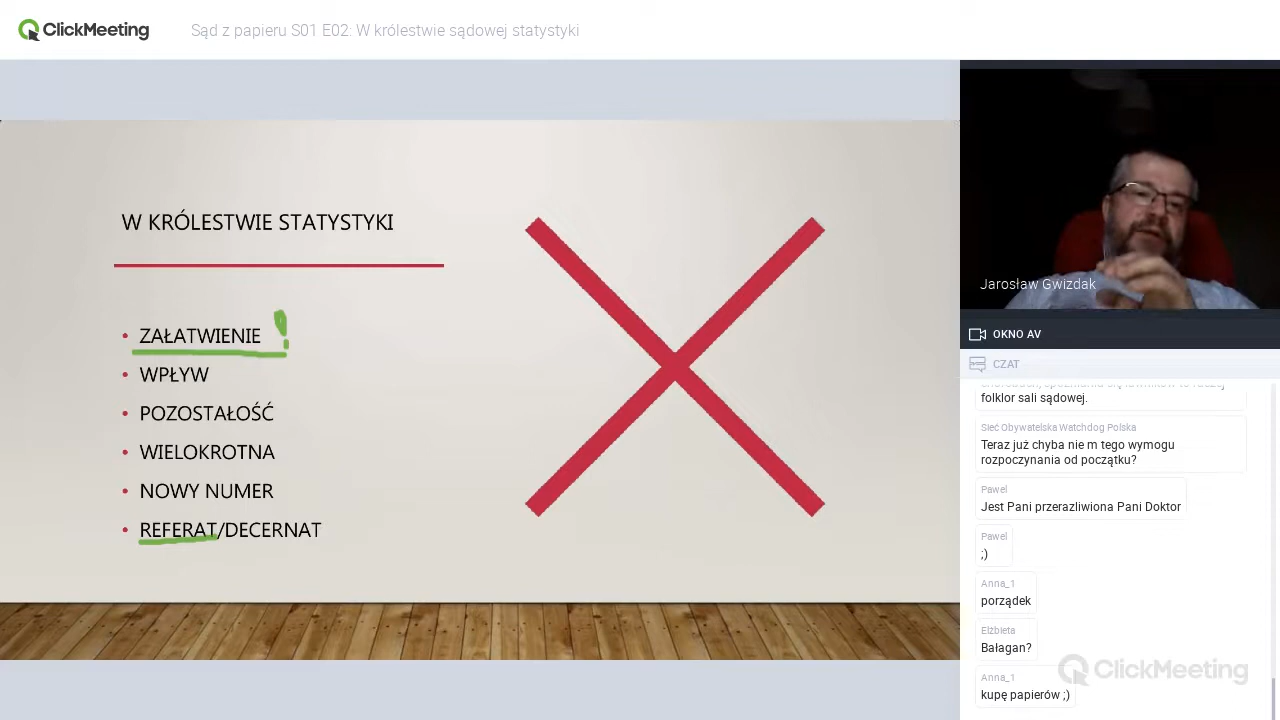 ClickMeeting
Sąd z papieru S01 E02: W królestwie sądowej statystyki
W KRÓLESTWIE STATYSTYKI
• ZAŁATWIENIE !
• WPŁYW
• POZOSTAŁOŚĆ
• WIELOKROTNA
• NOWY NUMER
• REFERAT/DECERNAT
Jarosław Gwizdak
OKNO AV
CZAT
folklor sali sądowej.
Sieć Obywatelska Watchdog Polska
Teraz już chyba nie m tego wymogu
rozpoczynania od początku?
Pawel
Jest Pani przerazliwiona Pani Doktor
Pawel
;)
Anna_1
porządek
Elżbieta
Bałagan?
Anna_1
kupę papierów ;)
ClickMeeting